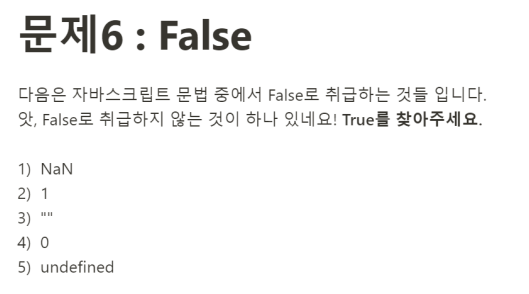 문제6 : False
다음은 자바스크립트 문법 중에서 False로 취급하는 것들 입니다.
앗, False로 취급하지 않는 것이 하나 있네요! True를 찾아주세요.
1) NaN
2) 1
3) ""
4) 0
5) undefined